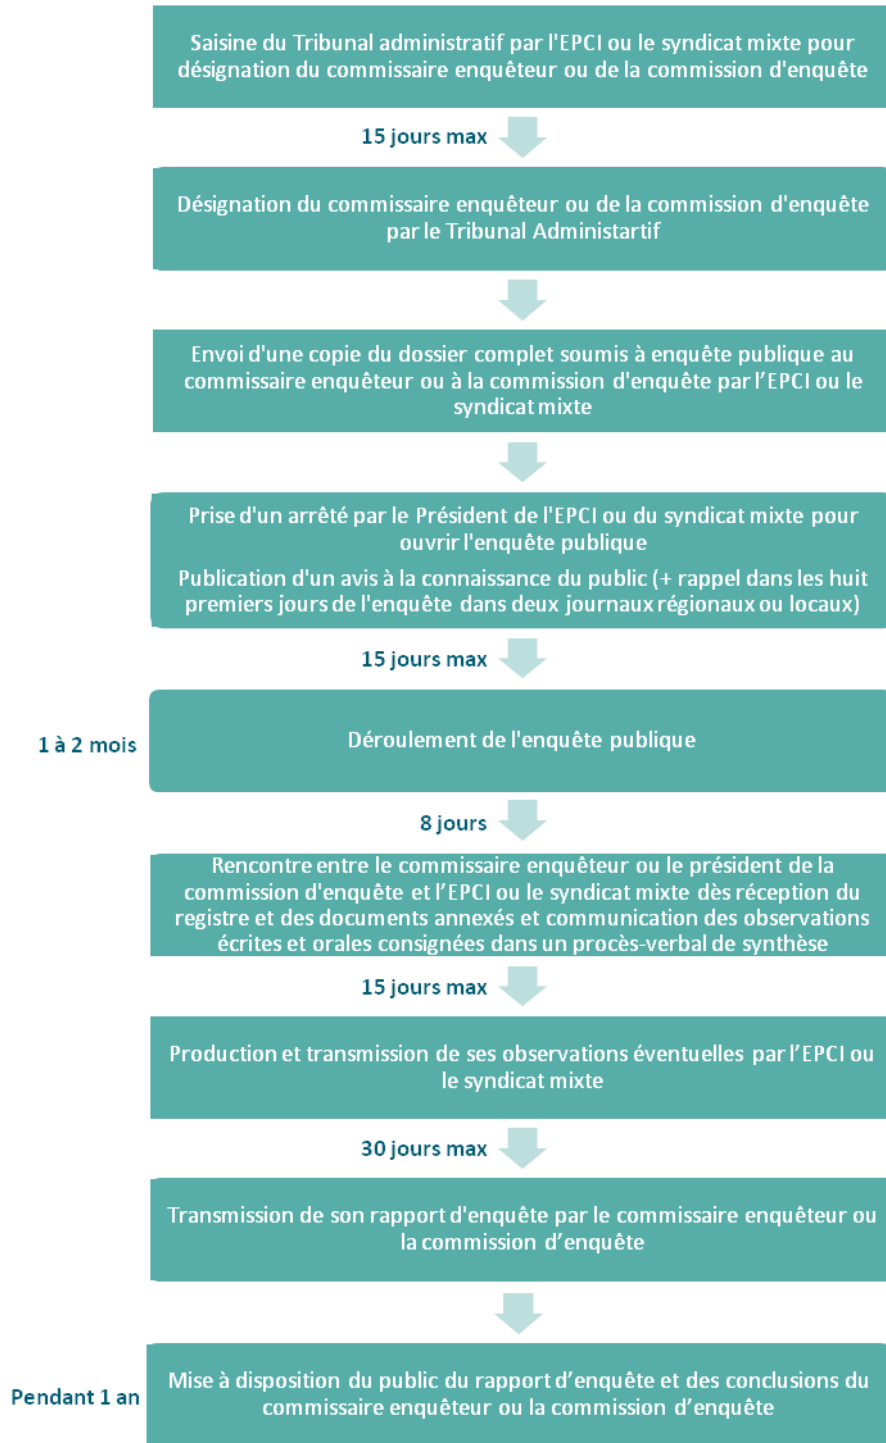 Saisine du Tribunal administratif par l'EPCI ou le syndicat mixte pour
désignation du commissaire enquêteur ou de la commission d'enquête
15 jours max
Désignation du commissaire enquêteur ou de la commission d'enquête
par le Tribunal Administartif
Envoi d'une copie du dossier complet soumis à enquête publique au
commissaire enquêteur ou à la commission d'enquête par l’EPCI ou le
syndicat mixte
Prise d'un arrêté par le Président de l'EPCI ou du syndicat mixte pour
ouvrir l'enquête publique
Publication d'un avis à la connaissance du public (+ rappel dans les huit
premiers jours de l'enquête dans deux journaux régionaux ou locaux)
15 jours max
1 à 2 mois
Déroulement de l'enquête publique
8 jours
Rencontre entre le commissaire enquêteur ou le président de la
commission d'enquête et l’EPCI ou le syndicat mixte dès réception du
registre et des documents annexés et communication des observations
écrites et orales consignées dans un procès-verbal de synthèse
15 jours max
Production et transmission de ses observations éventuelles par l’EPCI ou
le syndicat mixte
30 jours max
Transmission de son rapport d'enquête par le commissaire enquêteur ou
la commission d’enquête
Pendant 1 an
Mise à disposition du public du rapport d’enquête et des conclusions du
commissaire enquêteur ou la commission d’enquête